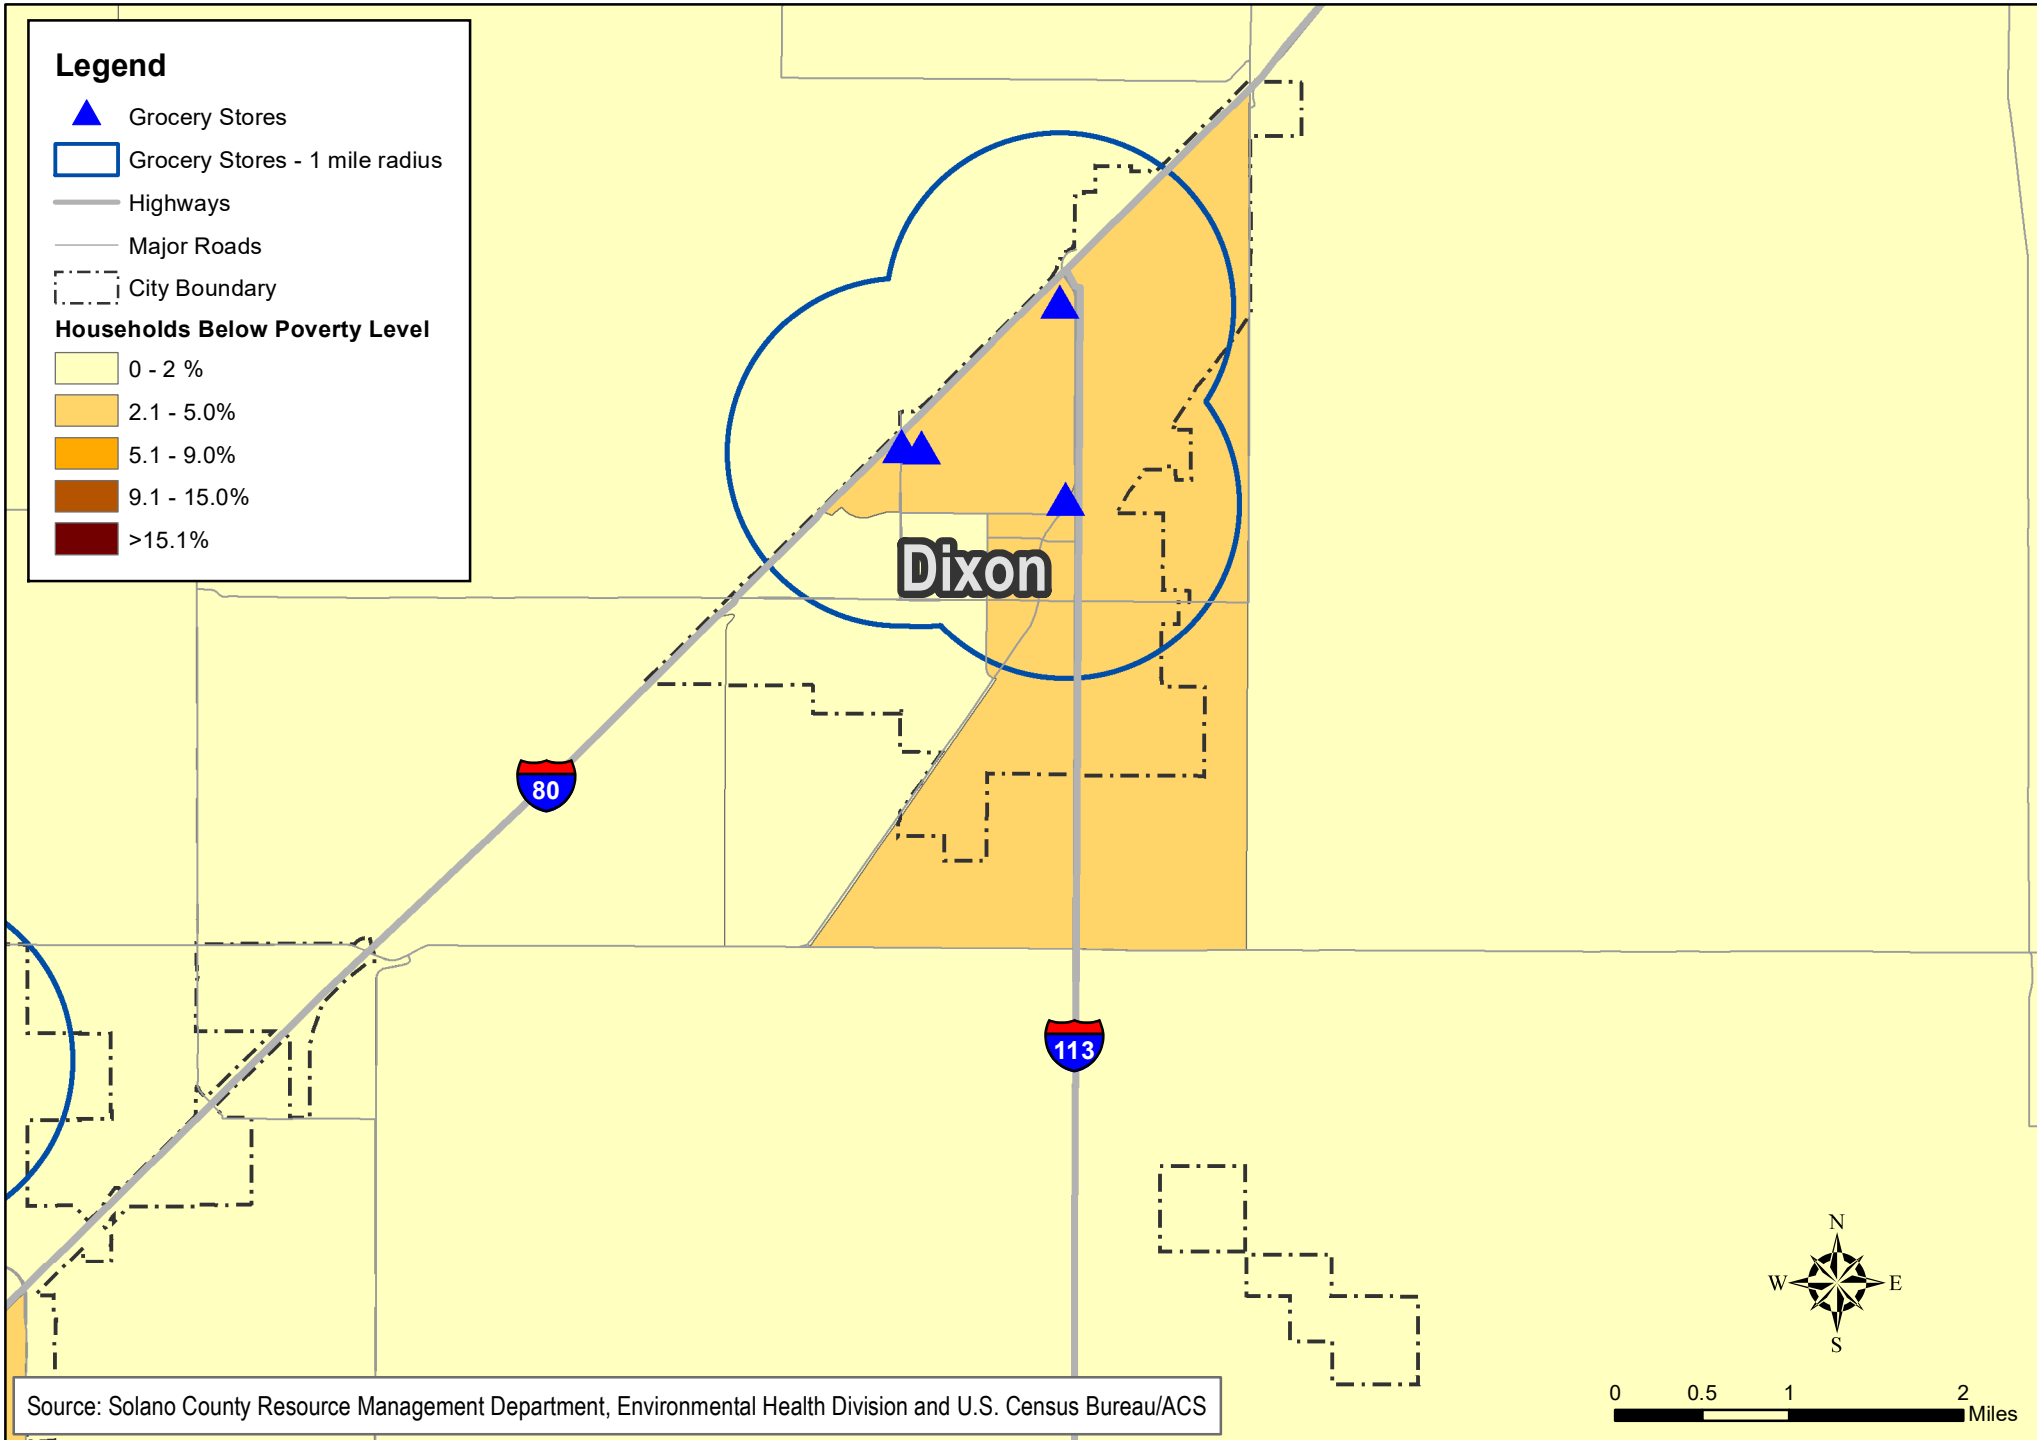 Legend
Grocery Stores
Grocery Stores - 1 mile radius
Highways
Major Roads
City Boundary
Households Below Poverty Level
0 - 2 %
2.1 - 5.0%
5.1 - 9.0%
9.1 - 15.0%
>15.1%
Dixon
80
113
N
W E
S
0 0.5 1 2
Miles
Source: Solano County Resource Management Department, Environmental Health Division and U.S. Census Bureau/ACS